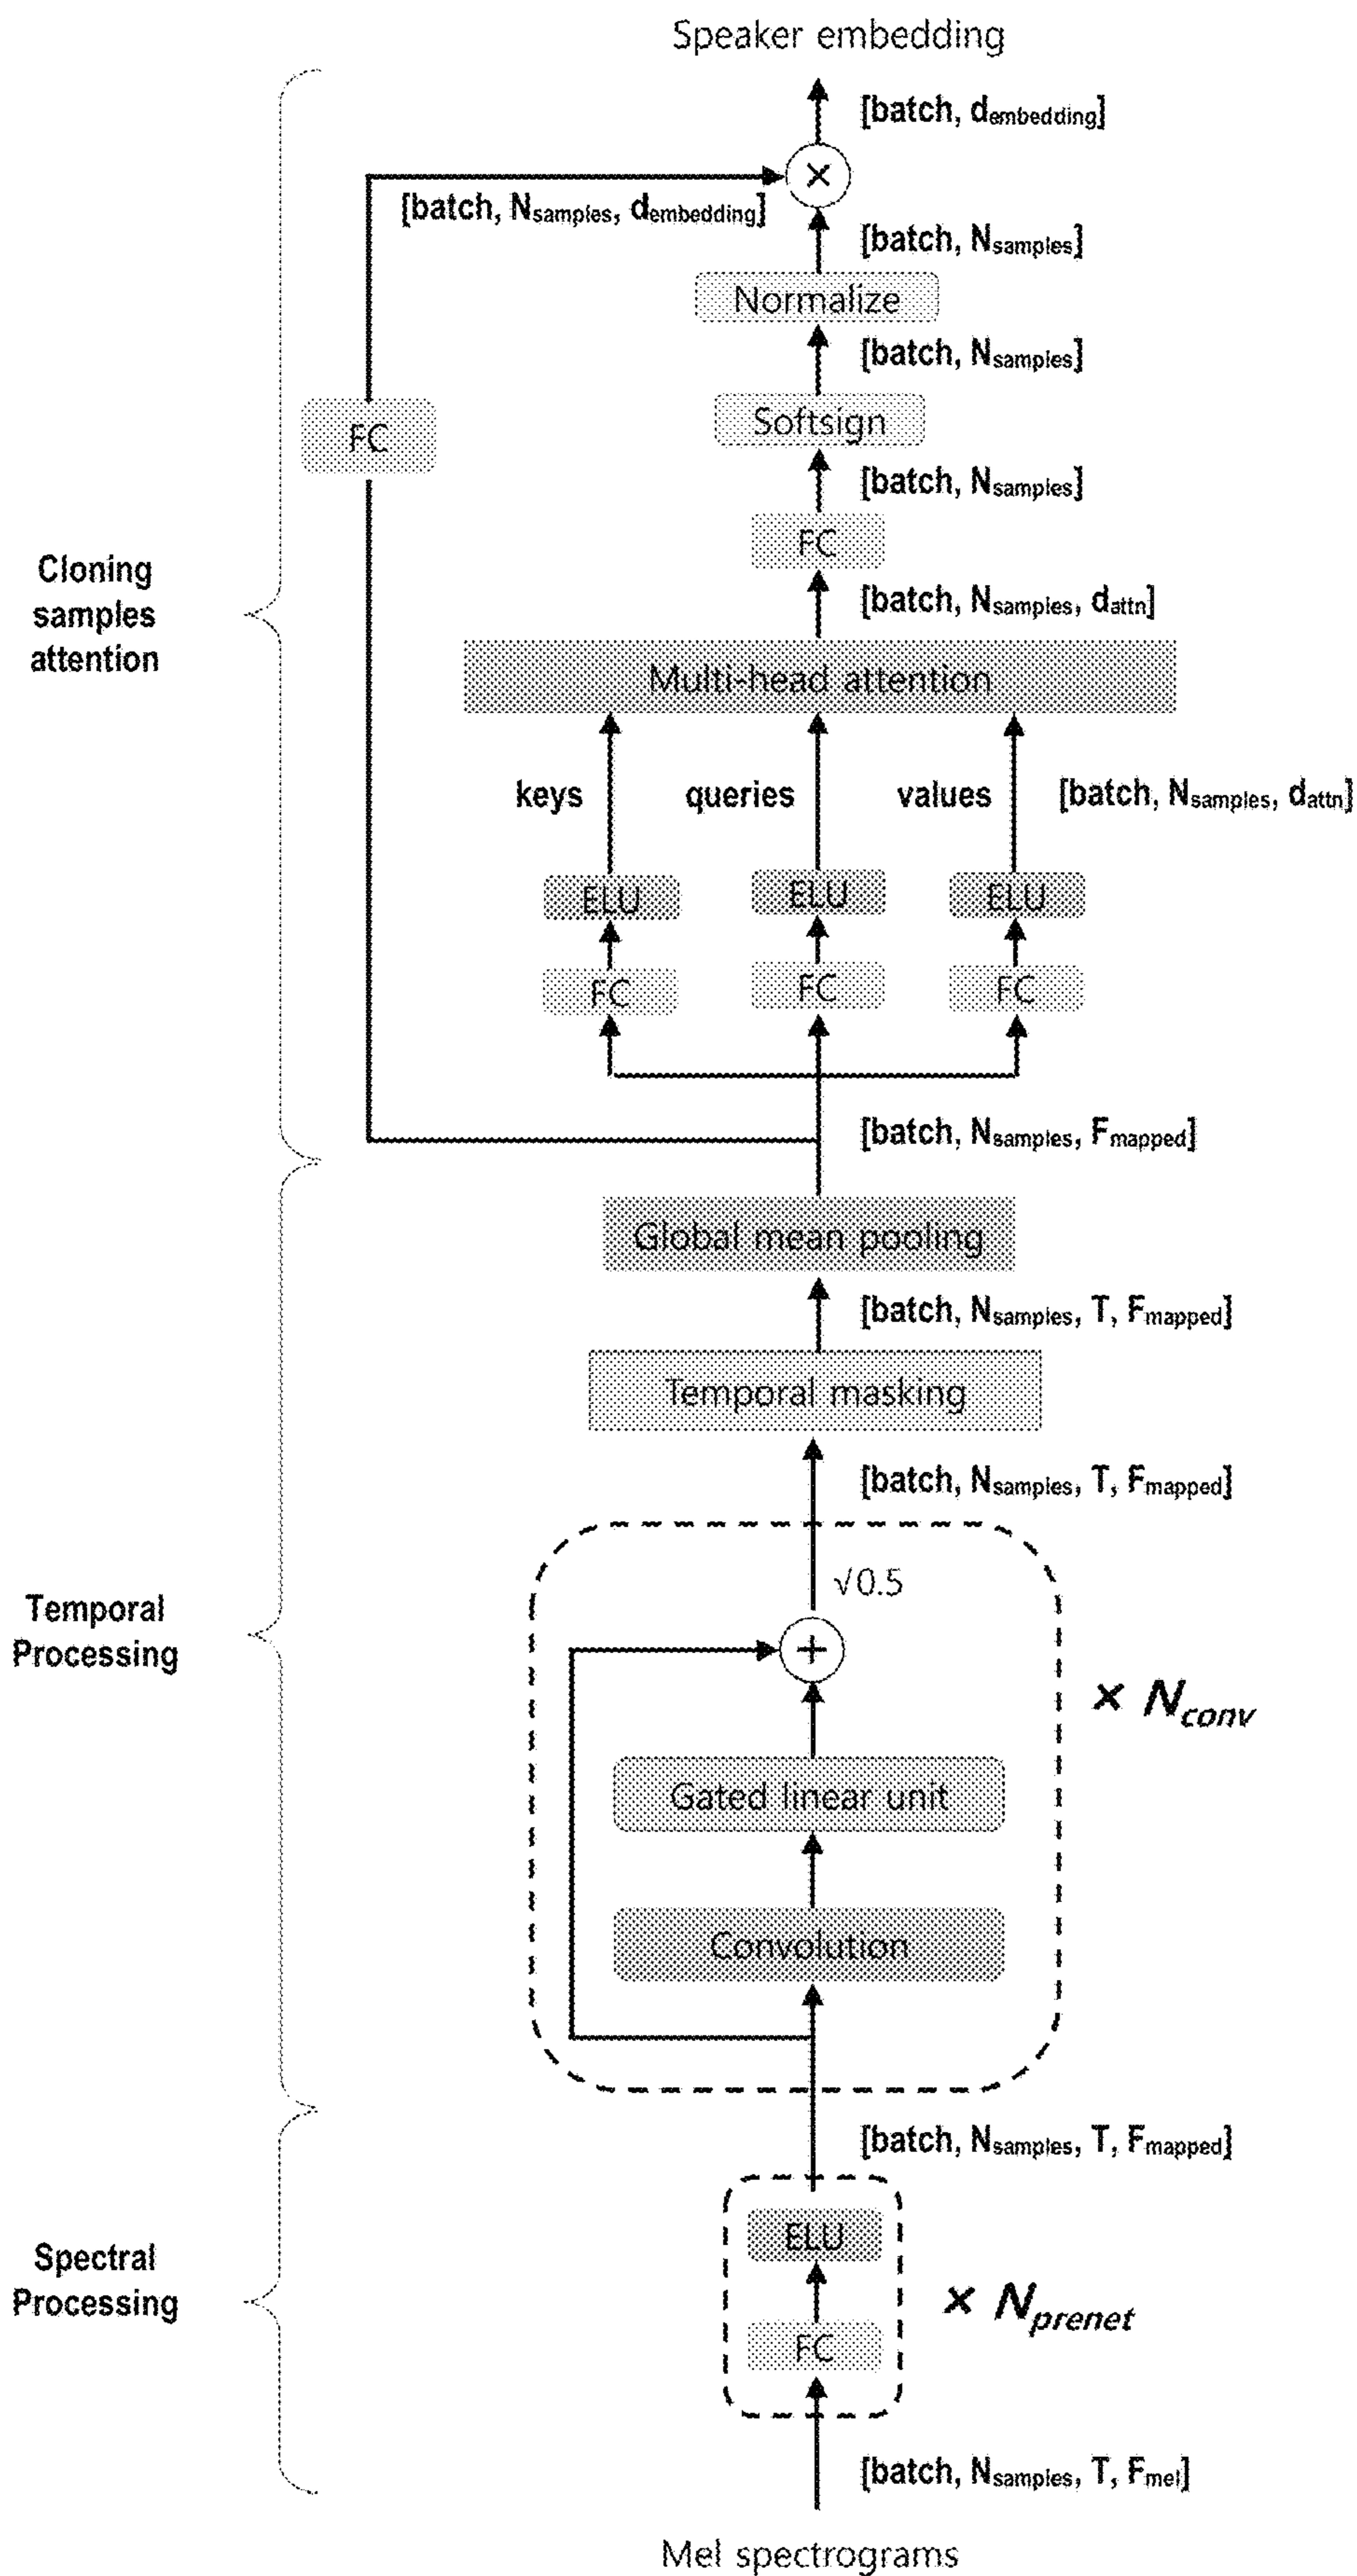 Speaker embedding
[batch, dembedding]
×
[batch, Nsamples, dembedding]
[batch, Nsamples]
Normalize
[batch, Nsamples]
Softsign
FC
[batch, Nsamples]
FC
Cloning
samples
attention
[batch, Nsamples, dattn]
Multi-head attention
keys queries values [batch, Nsamples, dattn]
ELU ELU ELU
FC FC FC
[batch, Nsamples, Fmapped]
Global mean pooling
[batch, Nsamples, T, Fmapped]
Temporal masking
[batch, Nsamples, T, Fmapped]
√0.5
Temporal
Processing
+
× Nconv
Gated linear unit
Convolution
[batch, Nsamples, T, Fmapped]
ELU
Spectral
Processing
× Nprenet
FC
[batch, Nsamples, T, Fmel]
Mel spectrograms